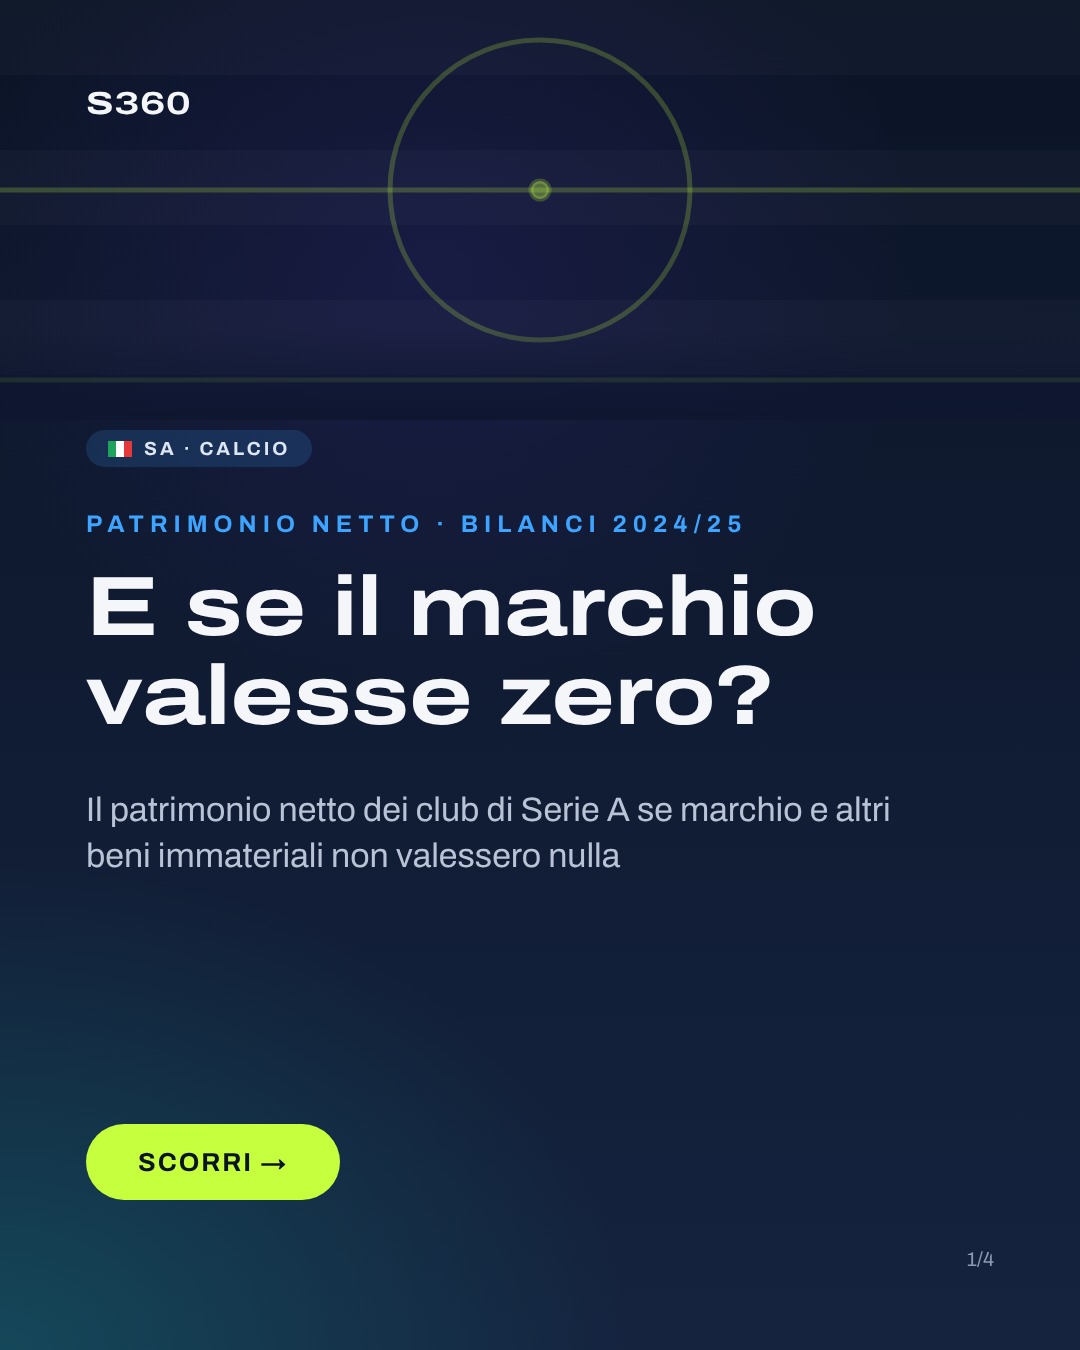 S360
SA · CALCIO
PATRIMONIO NETTO · BILANCI 2024/25
E se il marchio
valesse zero?
Il patrimonio netto dei club di Serie A se marchio e altri
beni immateriali non valessero nulla
SCORRI →
1/4